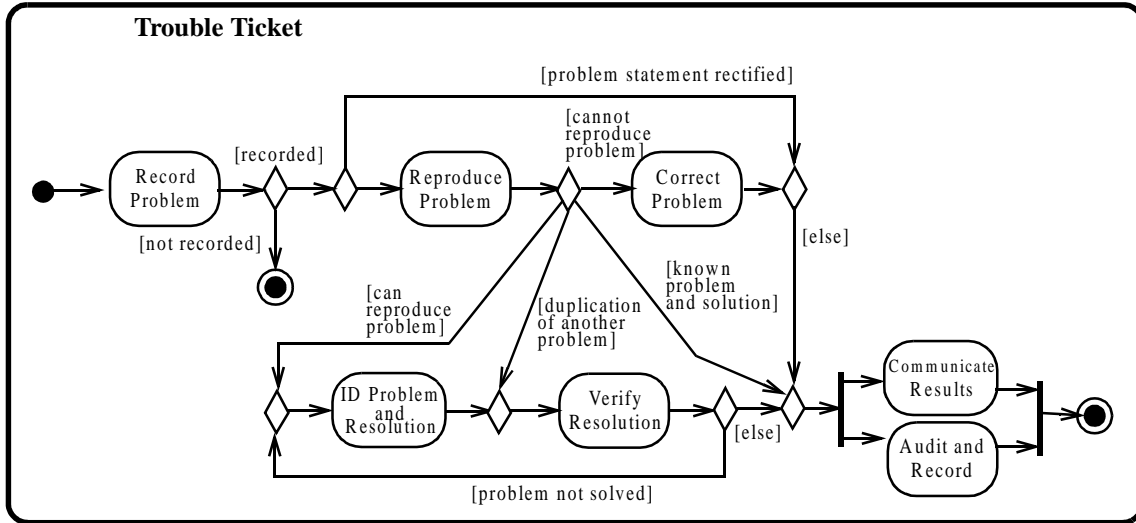 Trouble Ticket
[problem statement rectified]
[cannot
reproduce
problem]
[recorded]
Record
Problem
Reproduce
Problem
Correct
Problem
[not recorded]
[else]
[can
reproduce
problem]
[duplication
of another
problem]
[known
problem
and solution]
ID Problem
and
Resolution
Verify
Resolution
[else]
Communicate
Results
Audit and
Record
[problem not solved]